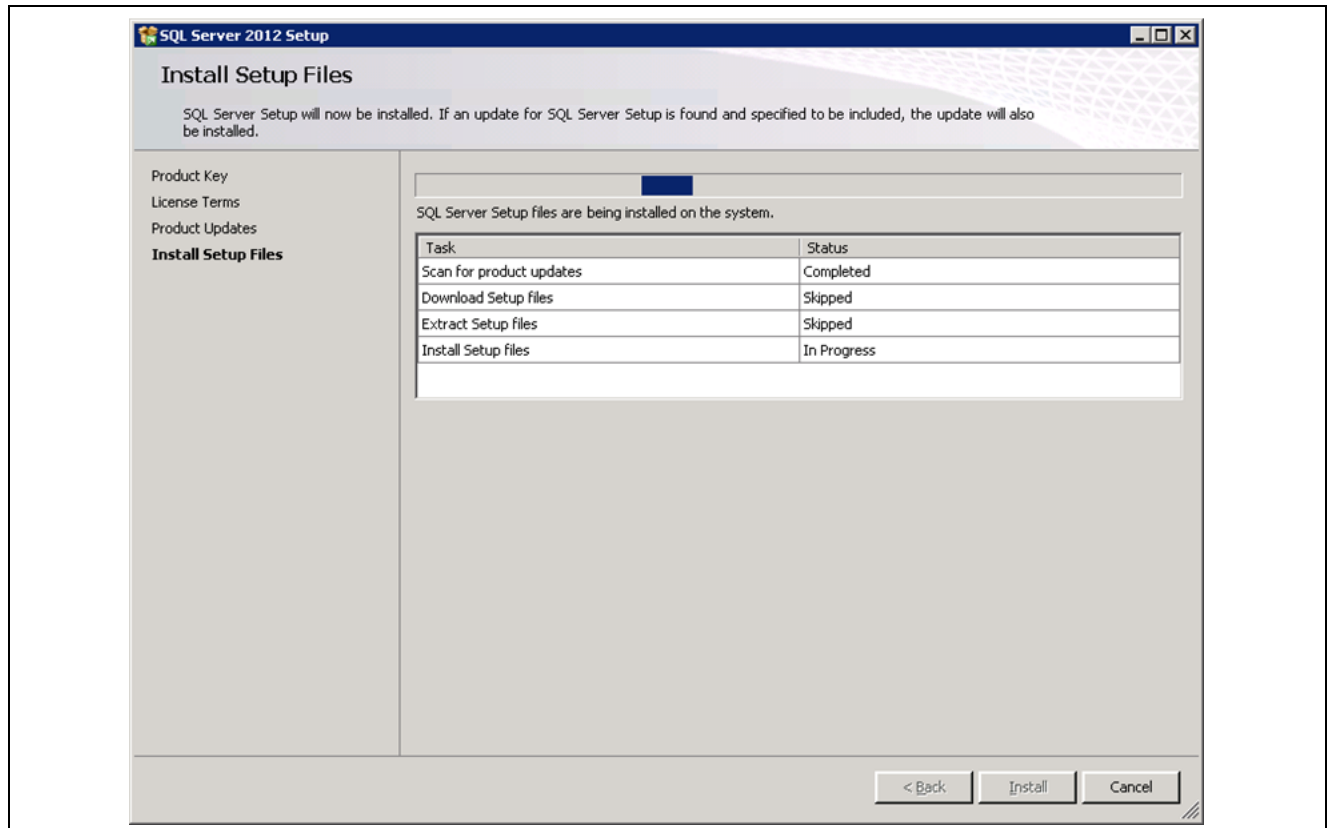 SQL Server 2012 Setup
Install Setup Files
SQL Server Setup will now be installed. If an update for SQL Server Setup is found and specified to be included, the update will also
be installed.
Product Key
License Terms
Product Updates
Install Setup Files
SQL Server Setup files are being installed on the system.
Task Status
Scan for product updates Completed
Download Setup files Skipped
Extract Setup files Skipped
Install Setup files In Progress
< Back Install Cancel